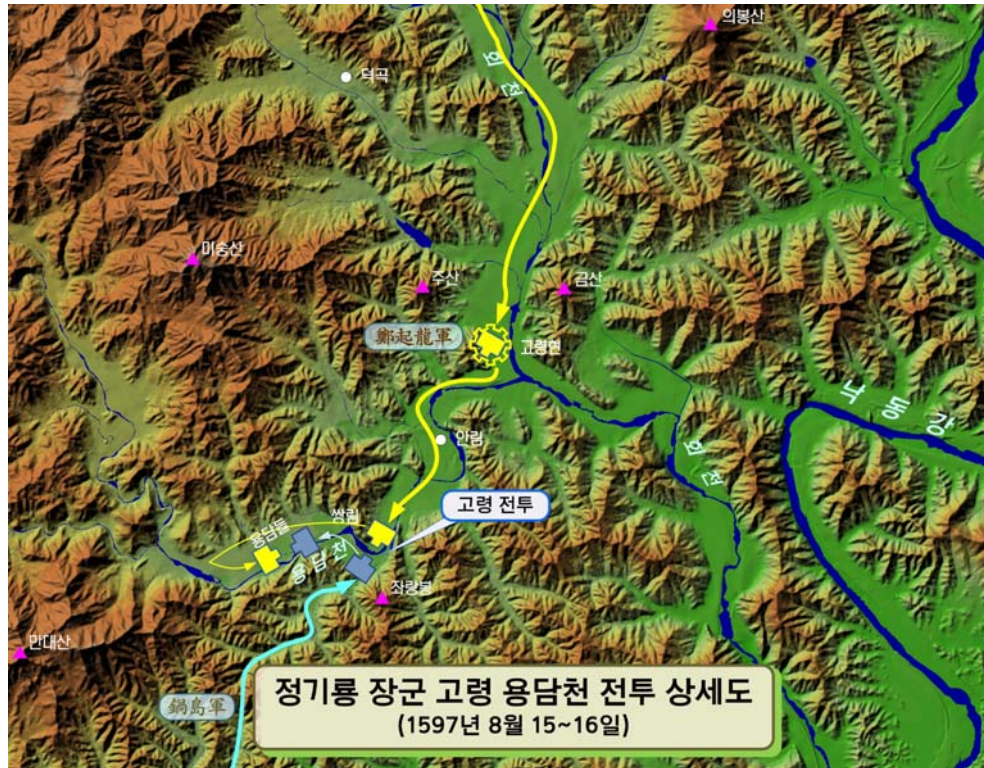 의봉산
회천
덕곡
미숭산
주산
금산
鄭起龍軍
고령현
낙동강
안림
회천
고령 전투
쌍림
용담들
용담천
좌랑봉
만대산
鍋島軍
정기룡 장군 고령 용담천 전투 상세도
(1597년 8월 15~16일)